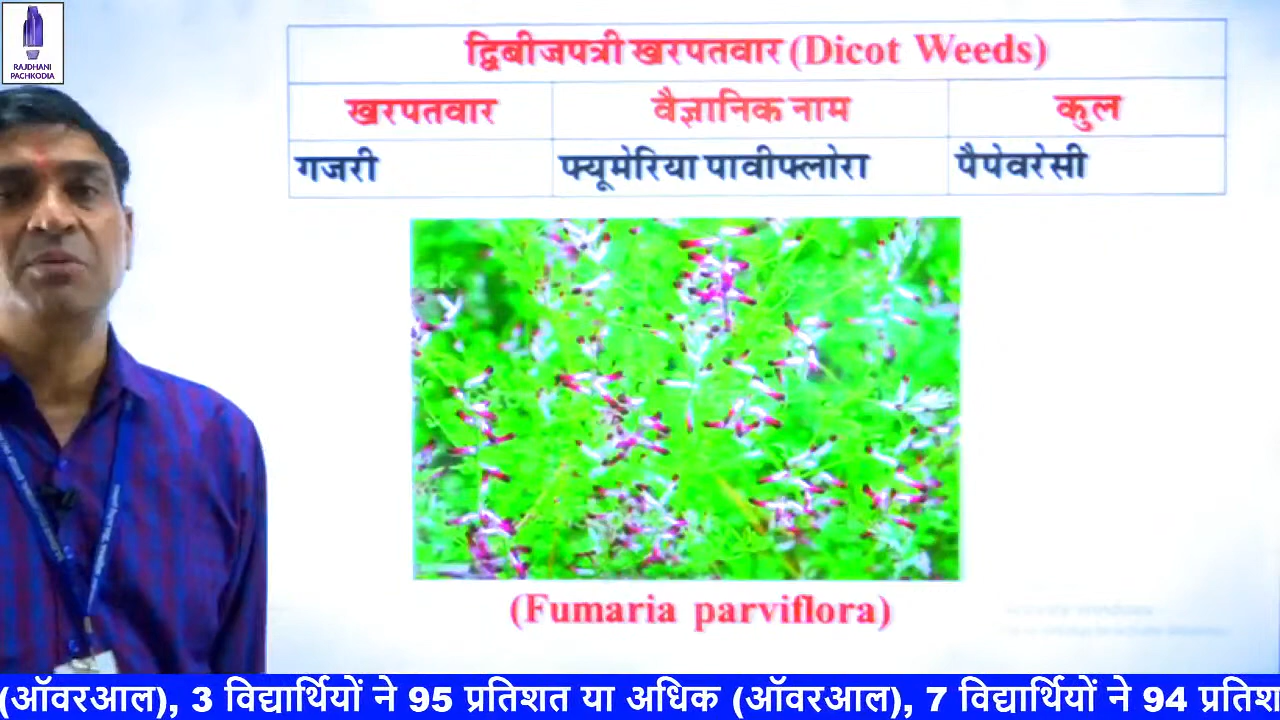 RAJDHANI
PACHKODIA
द्विबीजपत्री खरपतवार (Dicot Weeds)
खरपतवार वैज्ञानिक नाम कुल
गजरी फ्यूमेरिया पावीफ्लोरा पैपेवरेसी
(Fumaria parviflora)
(ऑवरआल), 3 विद्यार्थियों ने 95 प्रतिशत या अधिक (ऑवरआल), 7 विद्यार्थियों ने 94 प्रतिश